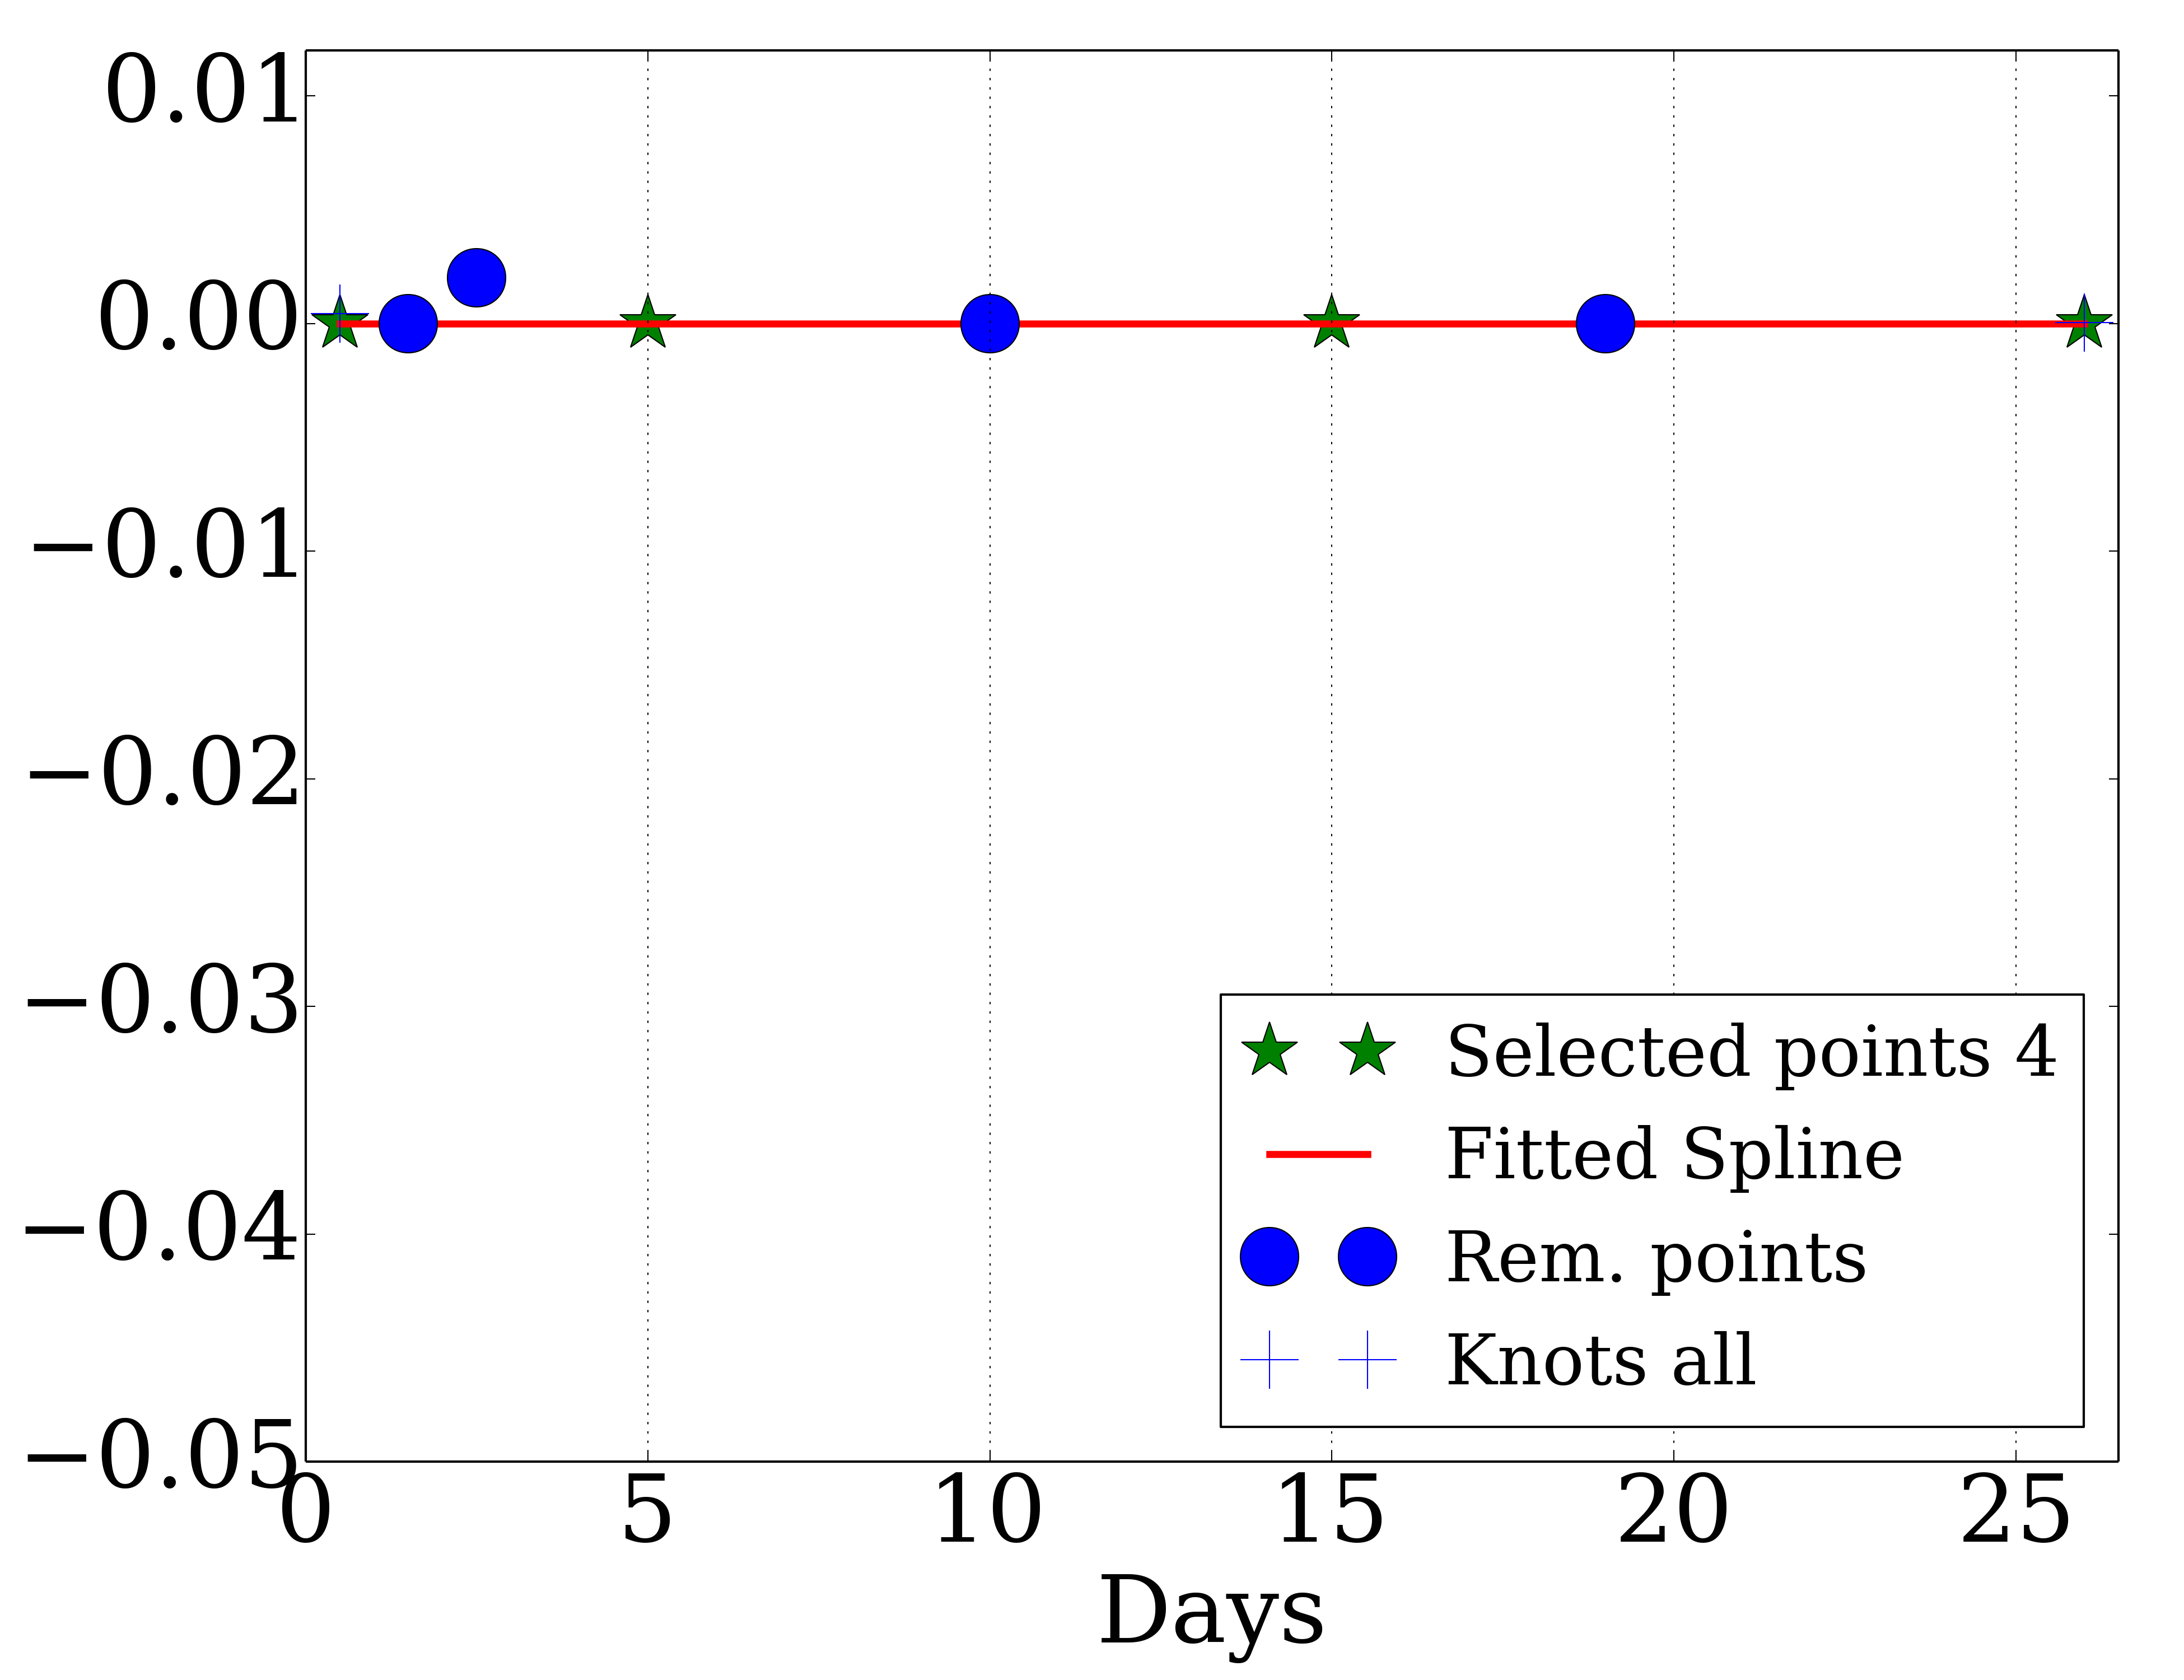 0.01
0.00
−0.01
−0.02
−0.03
−0.04
−0.05
Selected points 4
Fitted Spline
Rem. points
Knots all
0 5 10 15 20 25
Days